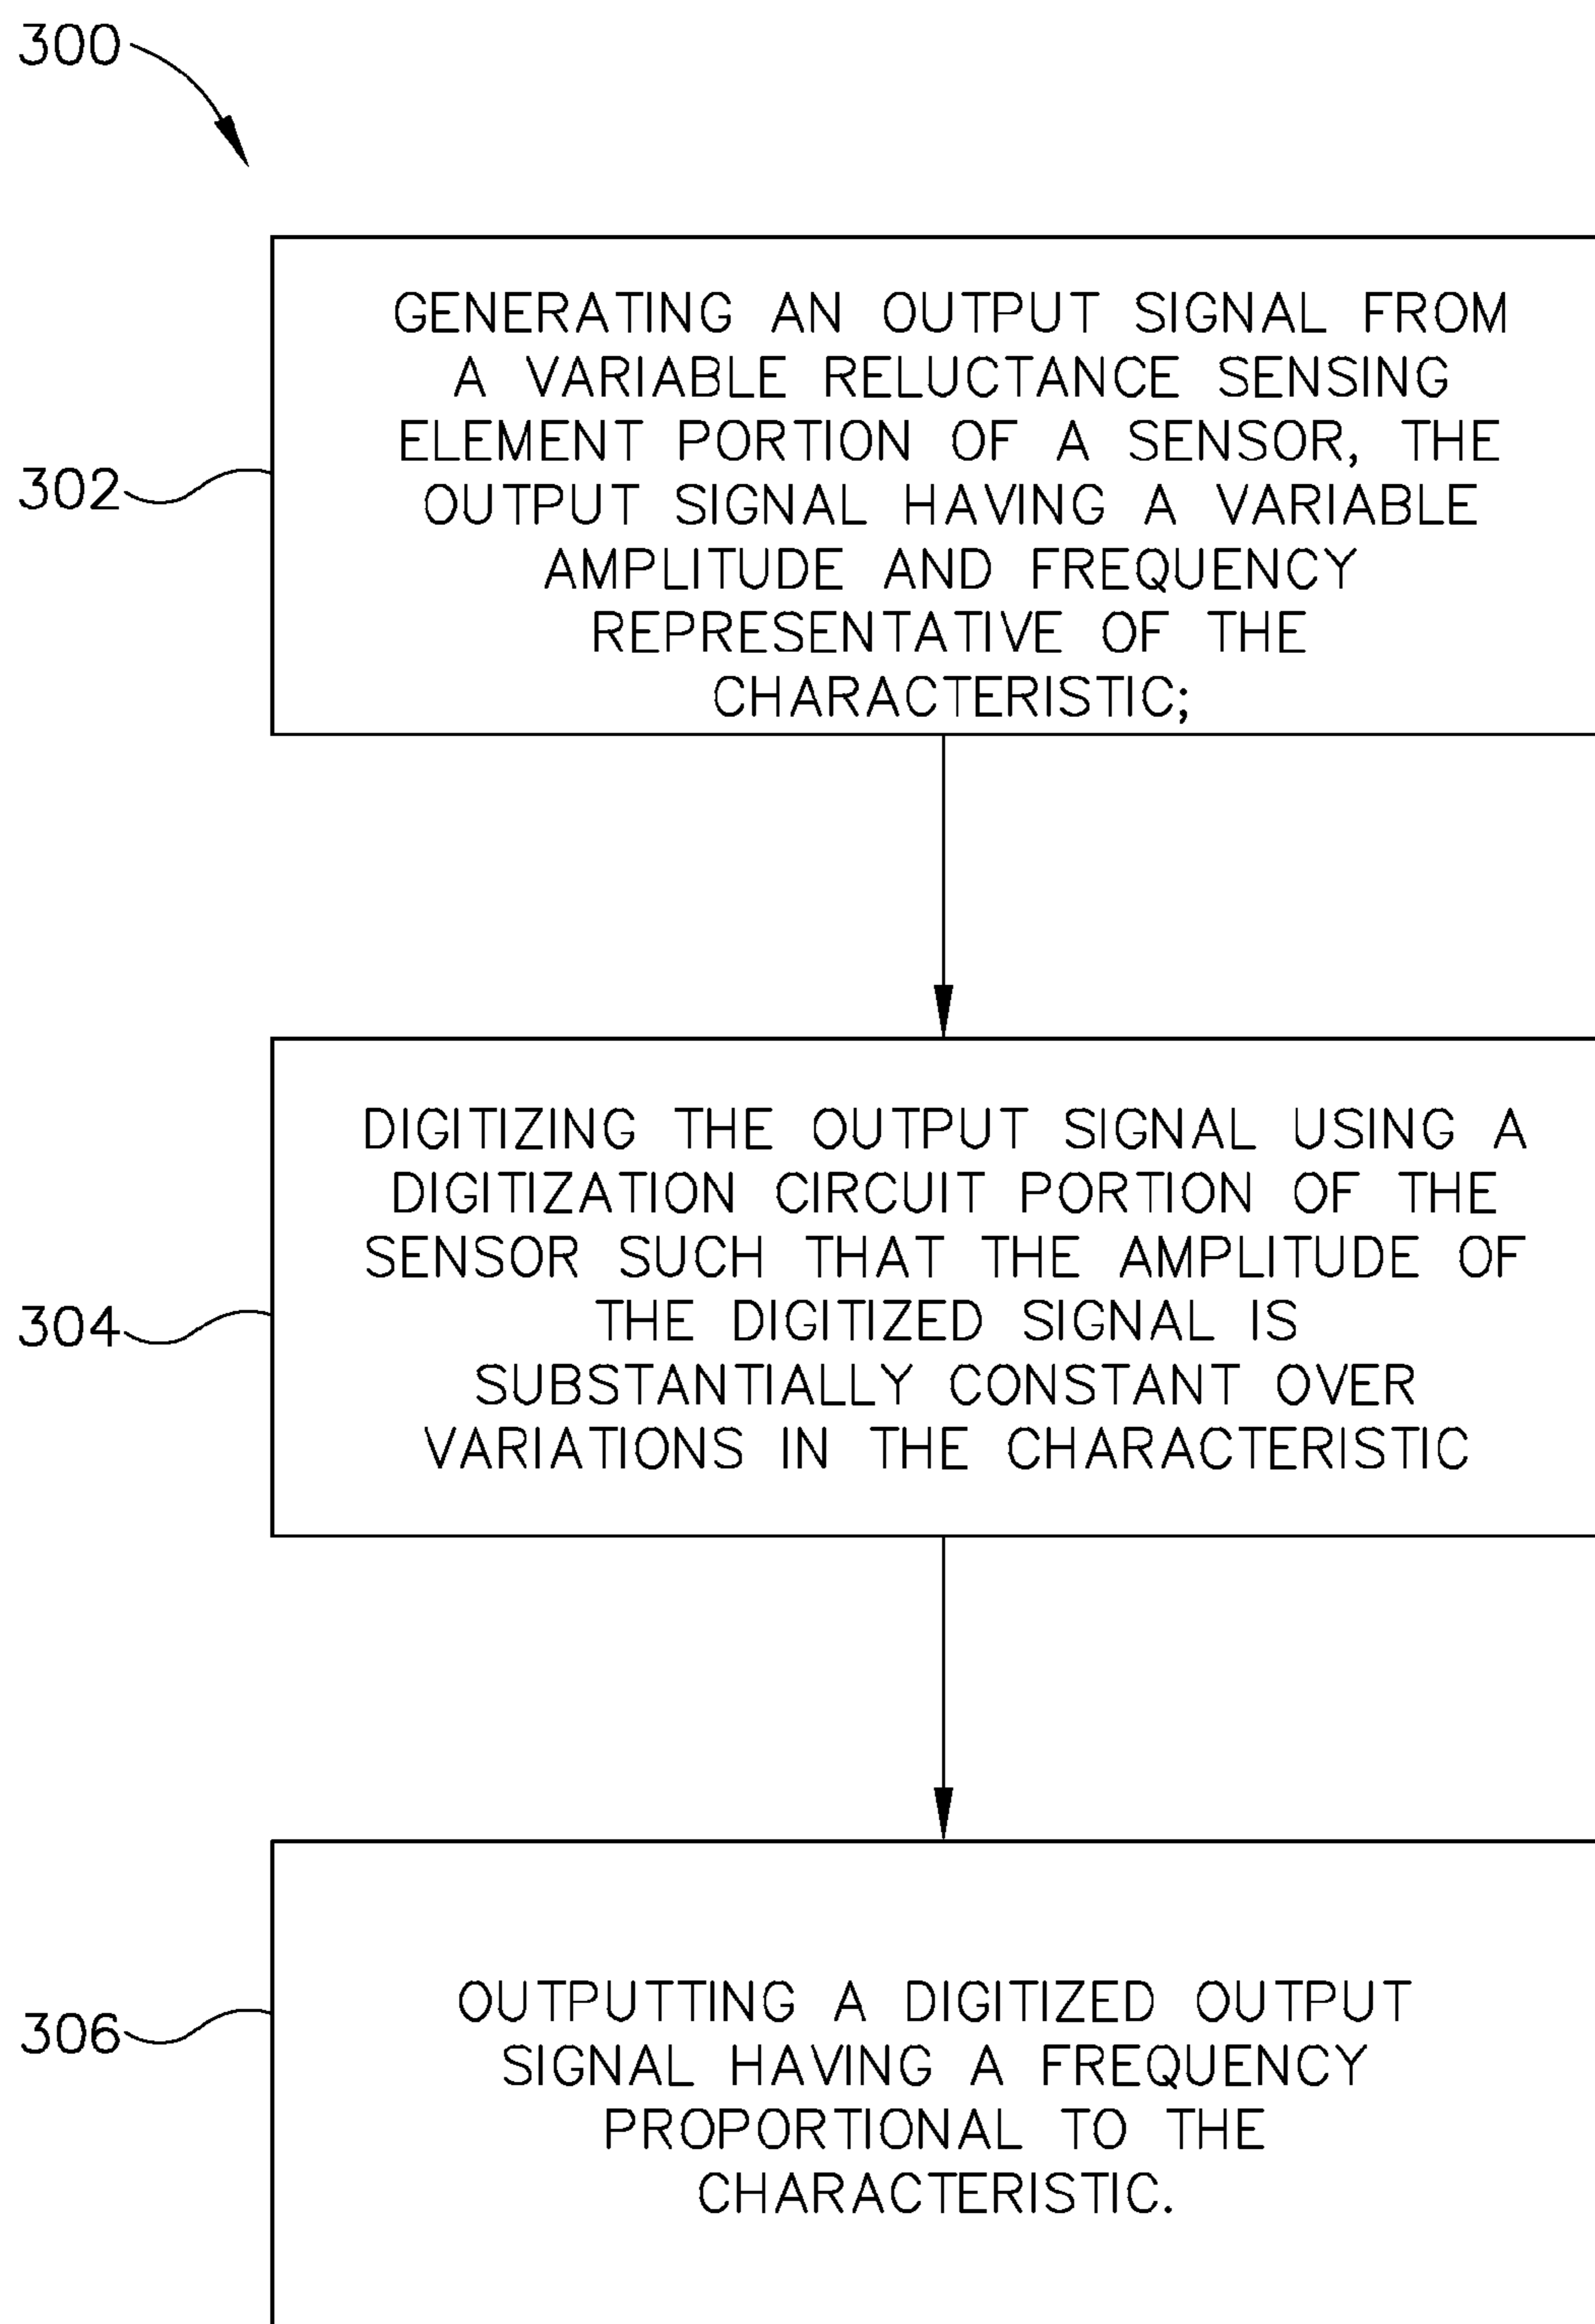 300
GENERATING AN OUTPUT SIGNAL FROM
A VARIABLE RELUCTANCE SENSING
ELEMENT PORTION OF A SENSOR, THE
OUTPUT SIGNAL HAVING A VARIABLE
AMPLITUDE AND FREQUENCY
REPRESENTATIVE OF THE
CHARACTERISTIC;
302
DIGITIZING THE OUTPUT SIGNAL USING A
DIGITIZATION CIRCUIT PORTION OF THE
SENSOR SUCH THAT THE AMPLITUDE OF
THE DIGITIZED SIGNAL IS
SUBSTANTIALLY CONSTANT OVER
VARIATIONS IN THE CHARACTERISTIC
304
OUTPUTTING A DIGITIZED OUTPUT
SIGNAL HAVING A FREQUENCY
PROPORTIONAL TO THE
CHARACTERISTIC.
306